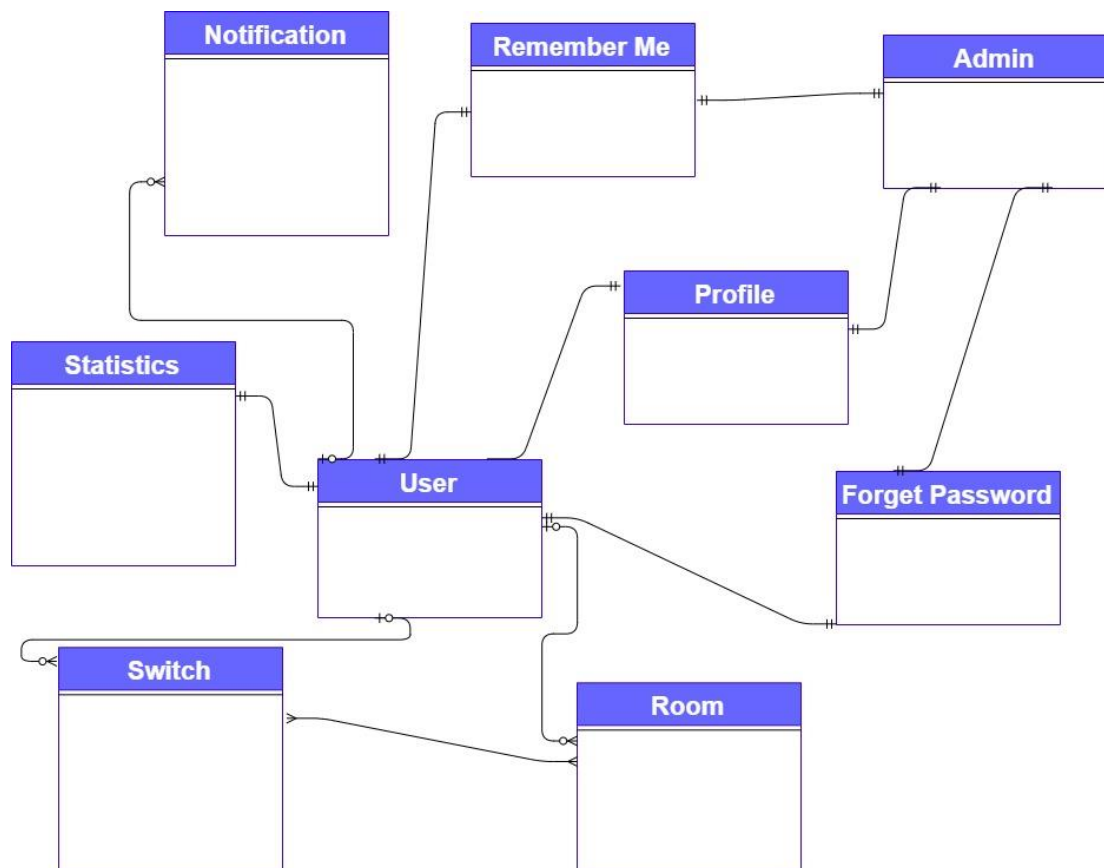 Notification
Remember Me
Admin
Profile
Statistics
User
Forget Password
Switch
Room